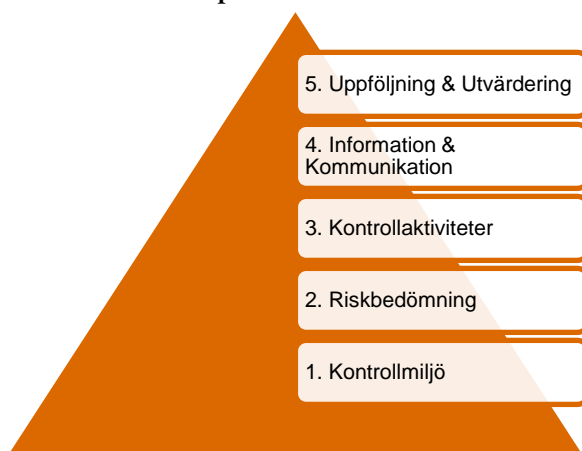 5. Uppföljning & Utvärdering
4. Information &
Kommunikation
3. Kontrollaktiviteter
2. Riskbedömning
1. Kontrollmiljö